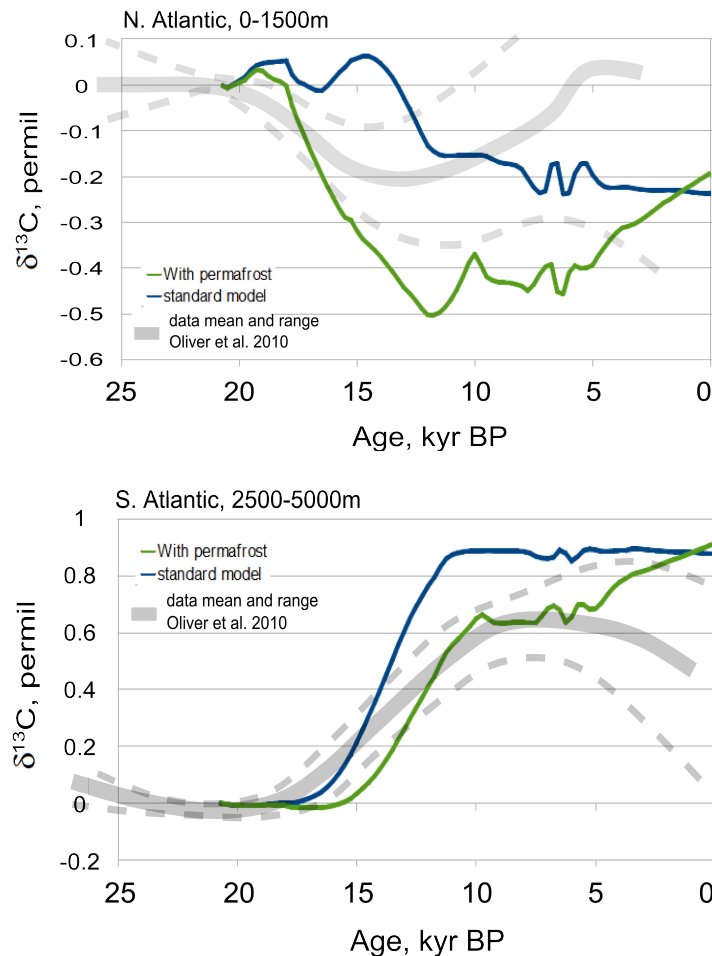 N. Atlantic, 0-1500m
0.1
0
-0.1
-0.2
-0.3
-0.4
-0.5
-0.6
δ13C, permil
With permafrost
standard model
data mean and range
Oliver et al. 2010
25 20 15 10 5 0
Age, kyr BP
S. Atlantic, 2500-5000m
1
0.8
0.6
0.4
0.2
0
-0.2
δ13C, permil
With permafrost
standard model
data mean and range
Oliver et al. 2010
25 20 15 10 5 0
Age, kyr BP